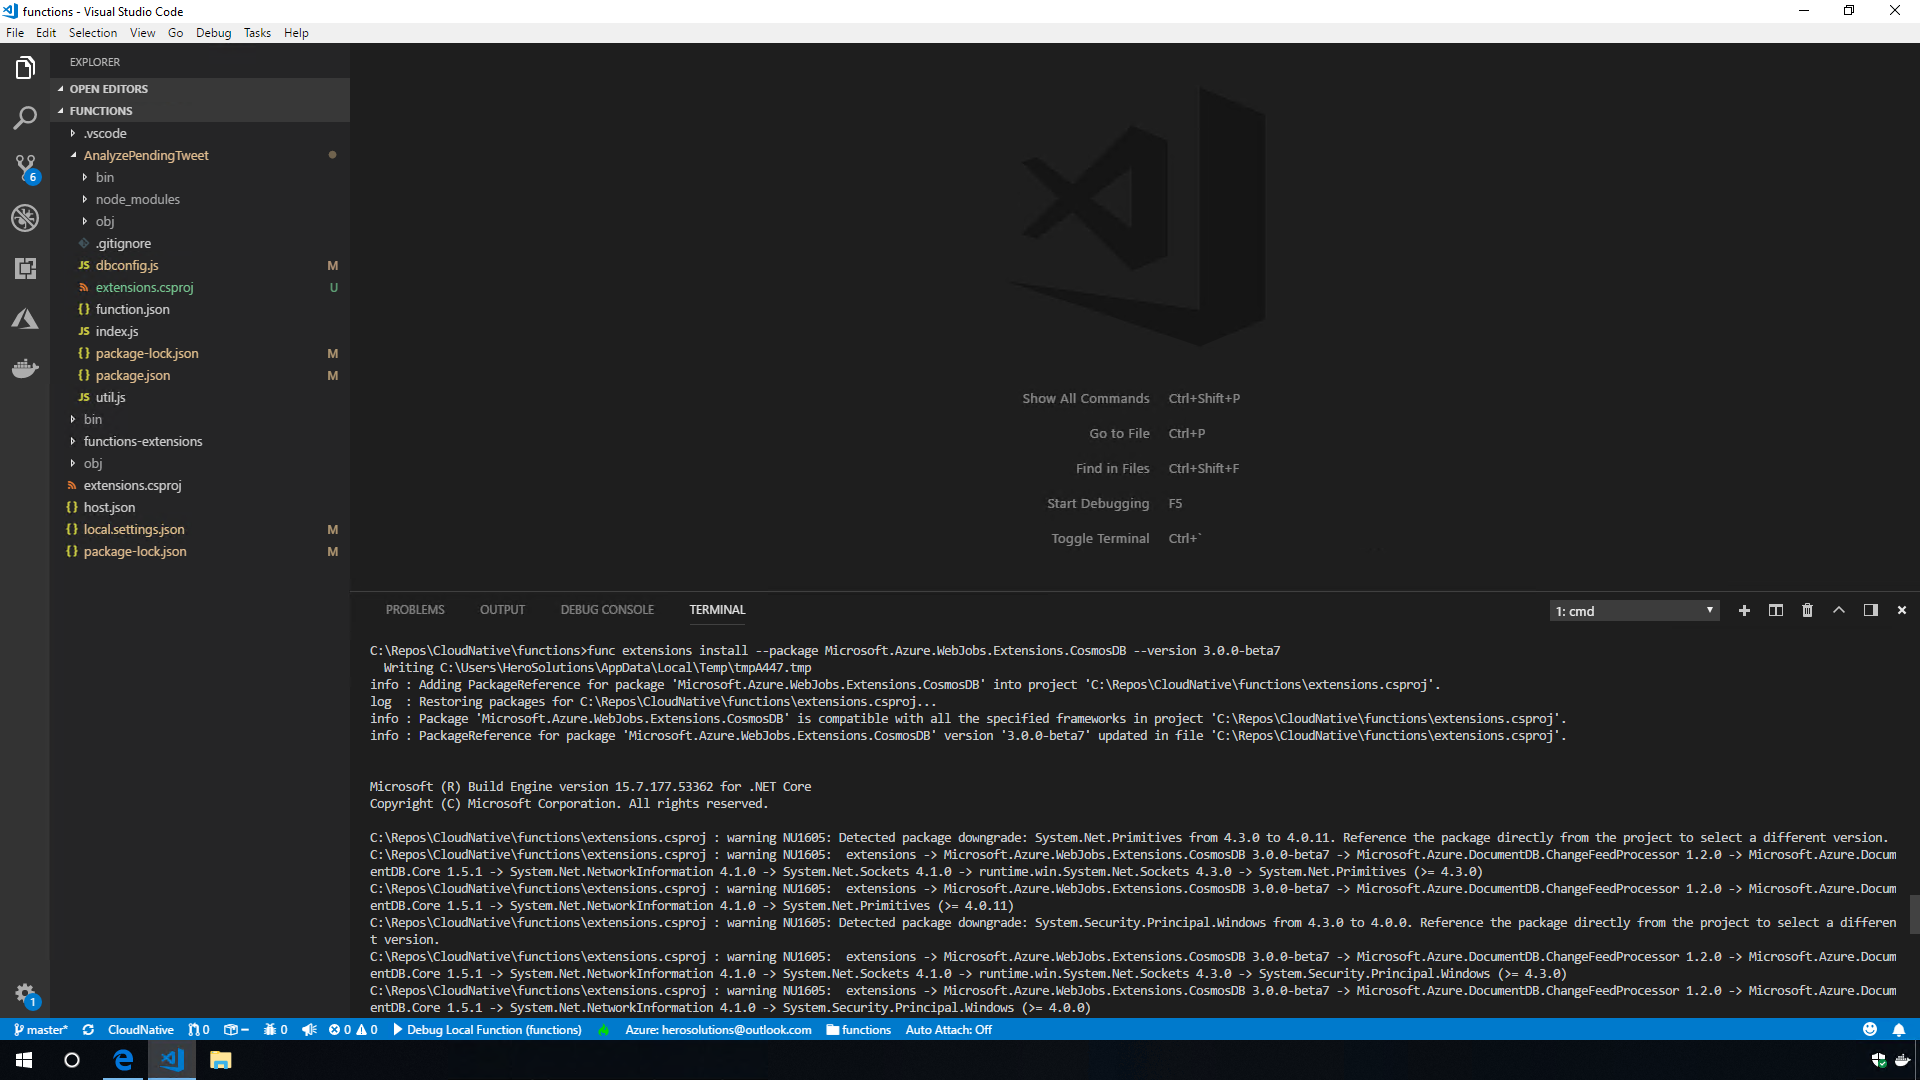 functions - Visual Studio Code
File Edit Selection View Go Debug Tasks Help
EXPLORER
OPEN EDITORS
FUNCTIONS
.vscode
AnalyzePendingTweet
bin
node_modules
obj
.gitignore
JS dbconfig.js M
extensions.csproj U
{} function.json
JS index.js
{} package-lock.json M
{} package.json M
JS util.js
bin
functions-extensions
obj
extensions.csproj
{} host.json
{} local.settings.json M
{} package-lock.json M
6
1
Show All Commands Ctrl+Shift+P
Go to File Ctrl+P
Find in Files Ctrl+Shift+F
Start Debugging F5
Toggle Terminal Ctrl+`
PROBLEMS OUTPUT DEBUG CONSOLE TERMINAL
1: cmd
C:\Repos\CloudNative\functions>func extensions install --package Microsoft.Azure.WebJobs.Extensions.CosmosDB --version 3.0.0-beta7
Writing C:\Users\HeroSolutions\AppData\Local\Temp\tmpA447.tmp
info : Adding PackageReference for package 'Microsoft.Azure.WebJobs.Extensions.CosmosDB' into project 'C:\Repos\CloudNative\functions\extensions.csproj'.
log  : Restoring packages for C:\Repos\CloudNative\functions\extensions.csproj...
info : Package 'Microsoft.Azure.WebJobs.Extensions.CosmosDB' is compatible with all the specified frameworks in project 'C:\Repos\CloudNative\functions\extensions.csproj'.
info : PackageReference for package 'Microsoft.Azure.WebJobs.Extensions.CosmosDB' version '3.0.0-beta7' updated in file 'C:\Repos\CloudNative\functions\extensions.csproj'.
Microsoft (R) Build Engine version 15.7.177.53362 for .NET Core
Copyright (C) Microsoft Corporation. All rights reserved.
C:\Repos\CloudNative\functions\extensions.csproj : warning NU1605: Detected package downgrade: System.Net.Primitives from 4.3.0 to 4.0.11. Reference the package directly from the project to select a different version.
C:\Repos\CloudNative\functions\extensions.csproj : warning NU1605:  extensions -> Microsoft.Azure.WebJobs.Extensions.CosmosDB 3.0.0-beta7 -> Microsoft.Azure.DocumentDB.ChangeFeedProcessor 1.2.0 -> Microsoft.Azure.Docum
entDB.Core 1.5.1 -> System.Net.NetworkInformation 4.1.0 -> System.Net.Sockets 4.1.0 -> runtime.win.System.Net.Sockets 4.3.0 -> System.Net.Primitives (>= 4.3.0)
C:\Repos\CloudNative\functions\extensions.csproj : warning NU1605:  extensions -> Microsoft.Azure.WebJobs.Extensions.CosmosDB 3.0.0-beta7 -> Microsoft.Azure.DocumentDB.ChangeFeedProcessor 1.2.0 -> Microsoft.Azure.Docum
entDB.Core 1.5.1 -> System.Net.NetworkInformation 4.1.0 -> System.Net.Primitives (>= 4.0.11)
C:\Repos\CloudNative\functions\extensions.csproj : warning NU1605: Detected package downgrade: System.Security.Principal.Windows from 4.3.0 to 4.0.0. Reference the package directly from the project to select a differen
t version.
C:\Repos\CloudNative\functions\extensions.csproj : warning NU1605:  extensions -> Microsoft.Azure.WebJobs.Extensions.CosmosDB 3.0.0-beta7 -> Microsoft.Azure.DocumentDB.ChangeFeedProcessor 1.2.0 -> Microsoft.Azure.Docum
entDB.Core 1.5.1 -> System.Net.NetworkInformation 4.1.0 -> System.Net.Sockets 4.1.0 -> runtime.win.System.Net.Sockets 4.3.0 -> System.Security.Principal.Windows (>= 4.3.0)
C:\Repos\CloudNative\functions\extensions.csproj : warning NU1605:  extensions -> Microsoft.Azure.WebJobs.Extensions.CosmosDB 3.0.0-beta7 -> Microsoft.Azure.DocumentDB.ChangeFeedProcessor 1.2.0 -> Microsoft.Azure.Docum
entDB.Core 1.5.1 -> System.Net.NetworkInformation 4.1.0 -> System.Security.Principal.Windows (>= 4.0.0)
master* CloudNative 0 − 0 0 0 Debug Local Function (functions) Azure: herosolutions@outlook.com functions Auto Attach: Off